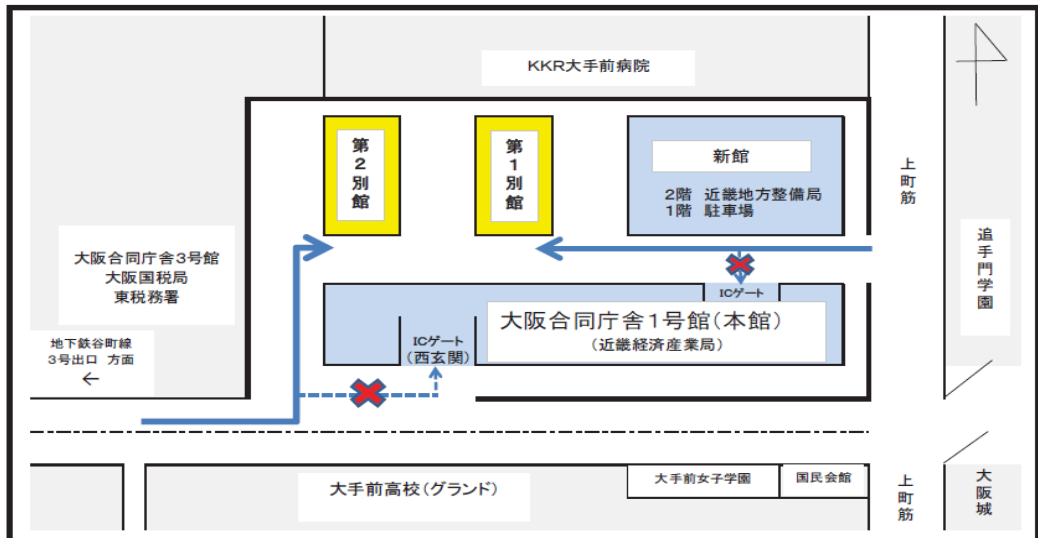 KKR大手前病院
第2別館
第1別館
新館
2階 近畿地方整備局
1階 駐車場
上町筋
追手門学園
大阪合同庁舎3号館
大阪国税局
東税務署
ICゲート
大阪合同庁舎1号館(本館)
(近畿経済産業局)
ICゲート
(西玄関)
地下鉄谷町線
3号出口 方面
←
大手前高校(グランド)
大手前女子学園
国民会館
上町筋
大阪城